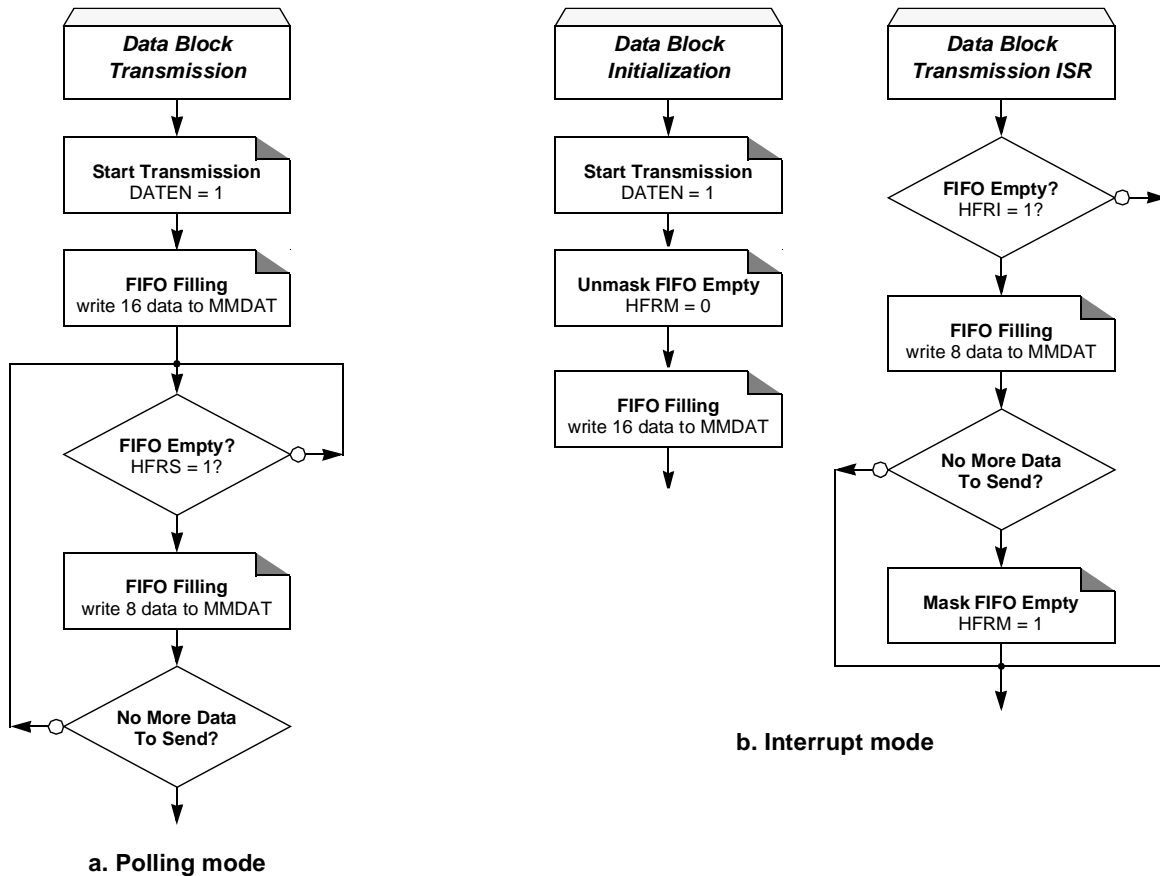 Data Block
Transmission
Start Transmission
DATEN = 1
FIFO Filling
write 16 data to MMDAT
FIFO Empty?
HFRS = 1?
FIFO Filling
write 8 data to MMDAT
No More Data
To Send?
a. Polling mode
Data Block
Initialization
Start Transmission
DATEN = 1
Unmask FIFO Empty
HFRM = 0
FIFO Filling
write 16 data to MMDAT
Data Block
Transmission ISR
FIFO Empty?
HFRI = 1?
FIFO Filling
write 8 data to MMDAT
No More Data
To Send?
Mask FIFO Empty
HFRM = 1
b. Interrupt mode